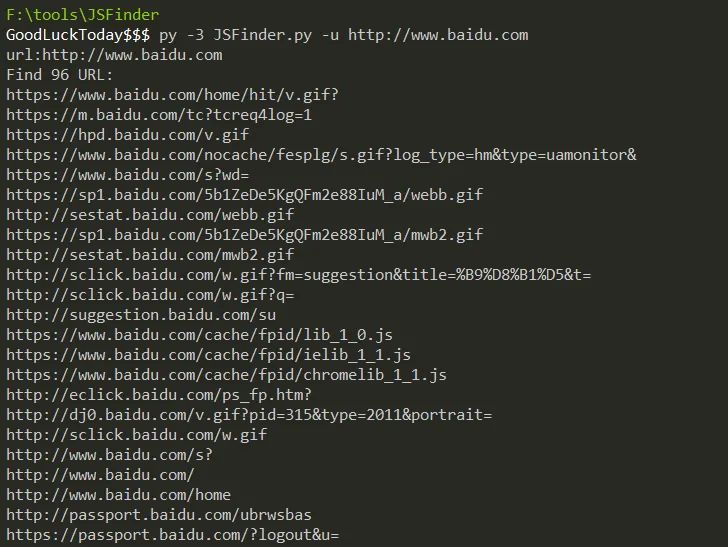 F:\tools\JSFinder
GoodLuckToday$$$ py -3 JSFinder.py -u http://www.baidu.com
url:http://www.baidu.com
Find 96 URL:
https://www.baidu.com/home/hit/v.gif?
https://m.baidu.com/tc?tcreq4log=1
https://hpd.baidu.com/v.gif
https://www.baidu.com/nocache/fesplg/s.gif?log_type=hm&type=uamonitor&
https://www.baidu.com/s?wd=
https://sp1.baidu.com/5b1ZeDe5KgQFm2e88IuM_a/webb.gif
http://sestat.baidu.com/webb.gif
https://sp1.baidu.com/5b1ZeDe5KgQFm2e88IuM_a/mwb2.gif
http://sestat.baidu.com/mwb2.gif
http://sclick.baidu.com/w.gif?fm=suggestion&title=%B9%D8%B1%D5&t=
http://sclick.baidu.com/w.gif?q=
http://suggestion.baidu.com/su
https://www.baidu.com/cache/fpid/lib_1_0.js
https://www.baidu.com/cache/fpid/ielib_1_1.js
https://www.baidu.com/cache/fpid/chromelib_1_1.js
http://eclick.baidu.com/ps_fp.htm?
http://dj0.baidu.com/v.gif?pid=315&type=2011&portrait=
http://sclick.baidu.com/w.gif
http://www.baidu.com/s?
http://www.baidu.com/
http://www.baidu.com/home
http://passport.baidu.com/ubrwsbas
https://passport.baidu.com/?logout&u=